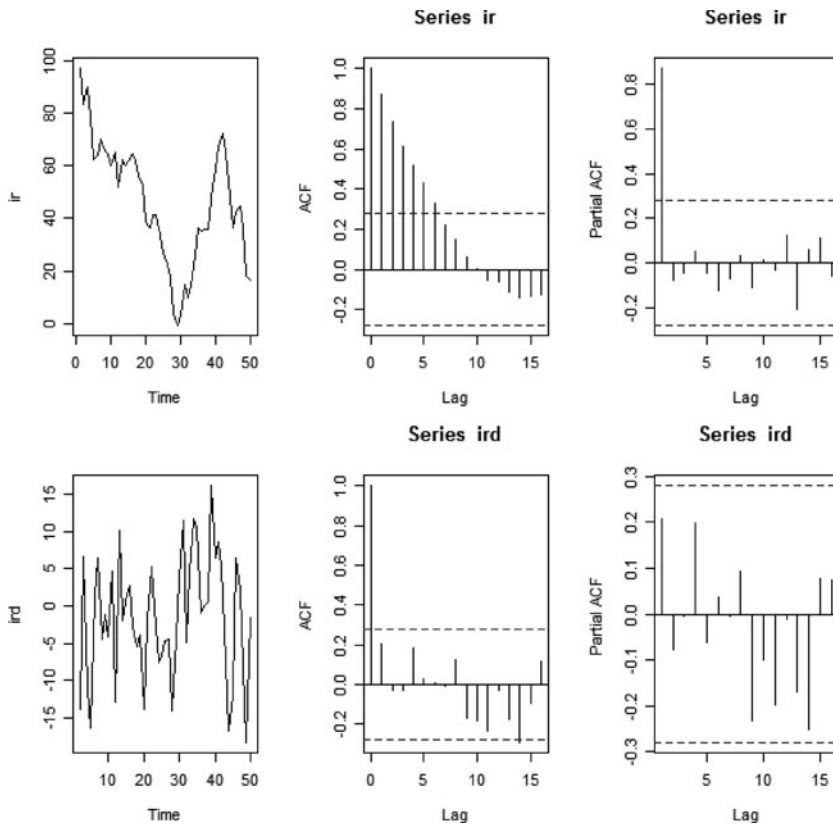 Series ir
Series ir
ir
0 20 40 60 80 100
0 10 20 30 40 50
Time
ACF
-0.2 0.0 0.2 0.4 0.6 0.8 1.0
0 5 10 15
Lag
Partial ACF
-0.2 0.0 0.2 0.4 0.6 0.8
5 10 15
Lag
Series ird
Series ird
ird
-15 -10 -5 0 5 10 15
0 10 20 30 40 50
Time
ACF
-0.2 0.0 0.2 0.4 0.6 0.8 1.0
0 5 10 15
Lag
Partial ACF
-0.3 -0.2 -0.1 0.0 0.1 0.2 0.3
5 10 15
Lag